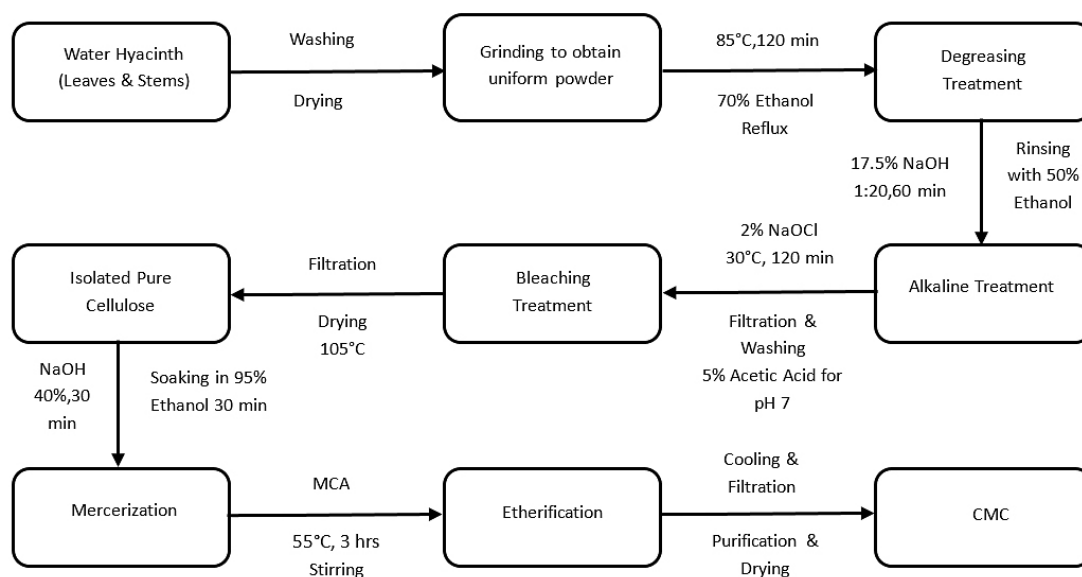 Water Hyacinth
(Leaves & Stems)
Washing
Drying
Grinding to obtain
uniform powder
85°C,120 min
70% Ethanol
Reflux
Degreasing
Treatment
17.5% NaOH
1:20,60 min
Rinsing
with 50%
Ethanol
Alkaline Treatment
2% NaOCl
30°C, 120 min
Filtration &
Washing
5% Acetic Acid for
pH 7
Bleaching
Treatment
Filtration
Drying
105°C
Isolated Pure
Cellulose
NaOH
40%,30
min
Soaking in 95%
Ethanol 30 min
Mercerization
MCA
55°C, 3 hrs
Stirring
Etherification
Cooling &
Filtration
Purification &
Drying
CMC